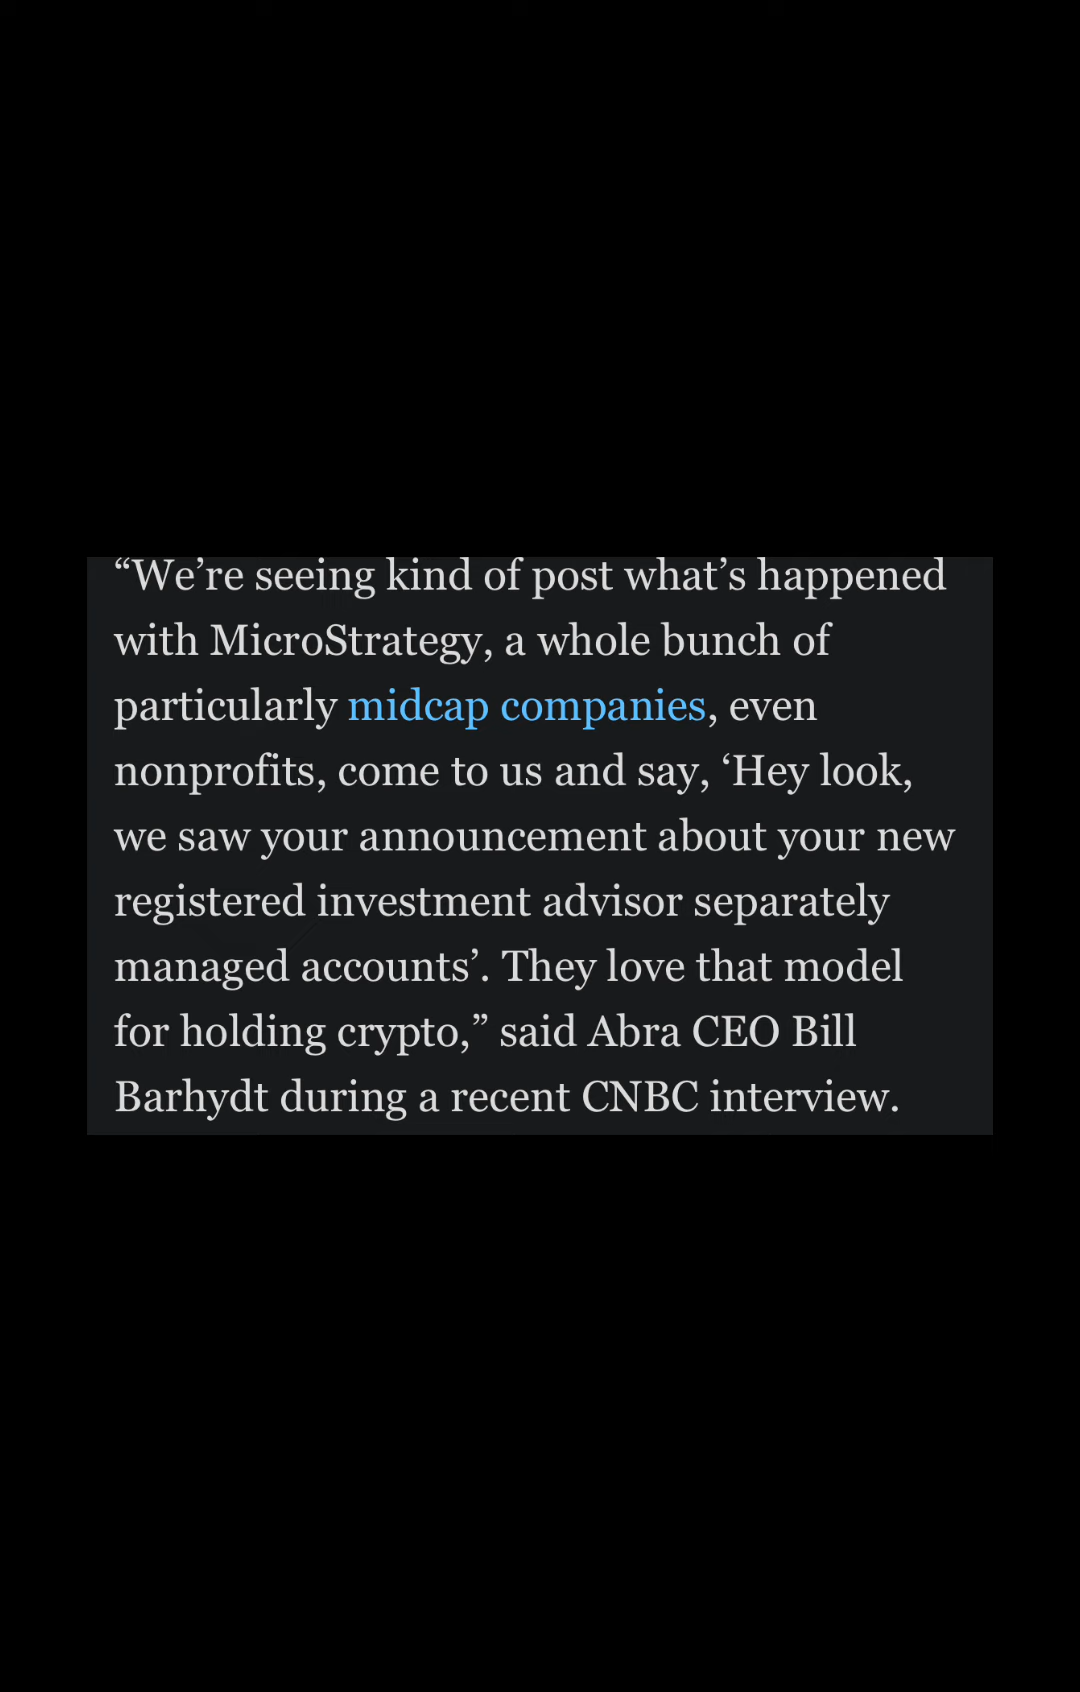 “We’re seeing kind of post what’s happened
with MicroStrategy, a whole bunch of
particularly midcap companies, even
nonprofits, come to us and say, ‘Hey look,
we saw your announcement about your new
registered investment advisor separately
managed accounts’. They love that model
for holding crypto,” said Abra CEO Bill
Barhydt during a recent CNBC interview.